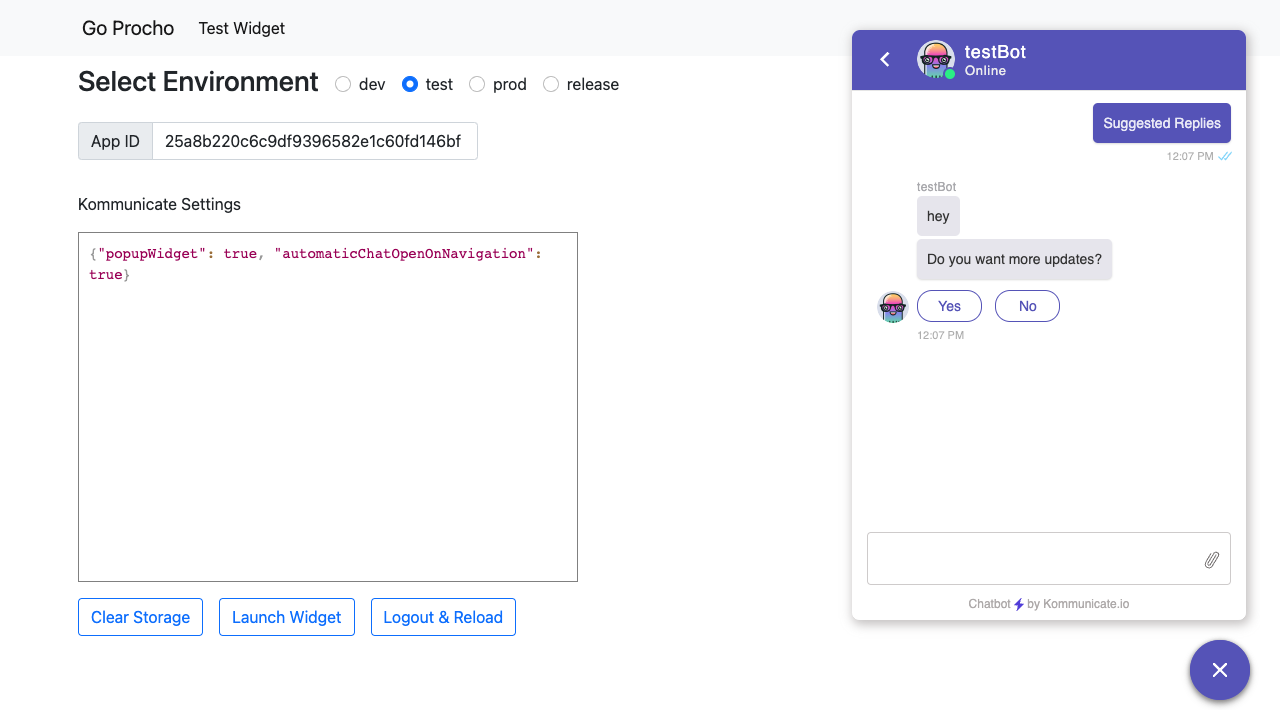 Go Procho Test Widget
Select Environment dev test prod release
App ID 25a8b220c6c9df9396582e1c60fd146bf
Kommunicate Settings
{"popupWidget": true, "automaticChatOpenOnNavigation":
true}
Clear Storage Launch Widget Logout & Reload
testBot
Online
Suggested Replies
12:07 PM
testBot
hey
Do you want more updates?
Yes No
12:07 PM
Chatbot by Kommunicate.io